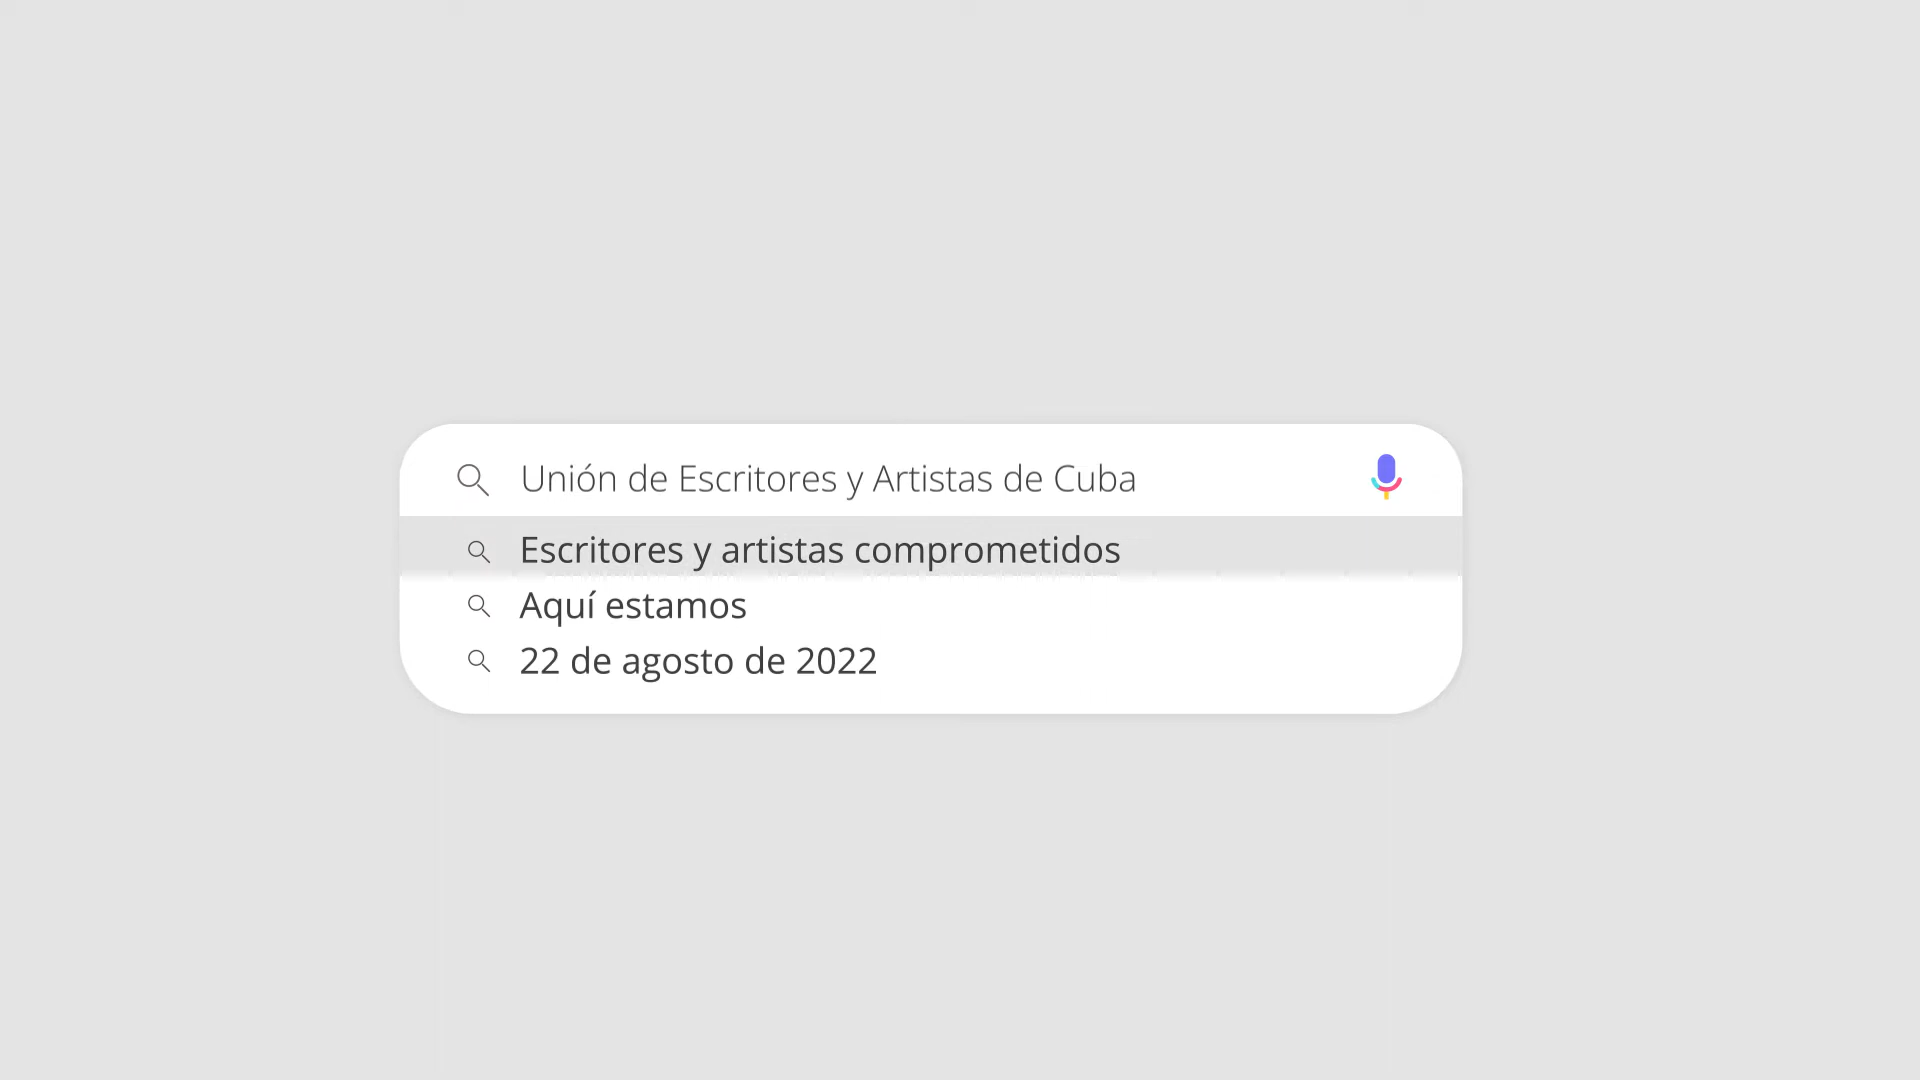 Unión de Escritores y Artistas de Cuba
Escritores y artistas comprometidos
Aquí estamos
22 de agosto de 2022